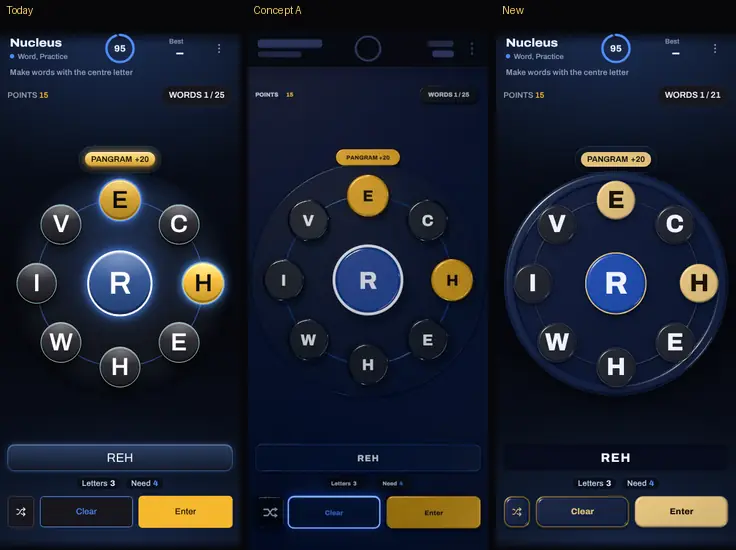 Today
Nucleus
95
Best
–
Word, Practice
Make words with the centre letter
POINTS 15
WORDS 1 / 25
PANGRAM +20
E
V
C
I
R
H
W
E
H
REH
Letters 3 Need 4
Clear
Enter
Concept A
POINTS 15
WORDS 1 / 25
PANGRAM +20
E
V
C
I
R
H
W
E
H
REH
Letters 3 Need 4
Clear
Enter
New
Nucleus
95
Best
–
Word, Practice
Make words with the centre letter
POINTS 15
WORDS 1 / 21
PANGRAM +20
E
V
C
I
R
H
W
E
H
REH
Letters 3 Need 4
Clear
Enter